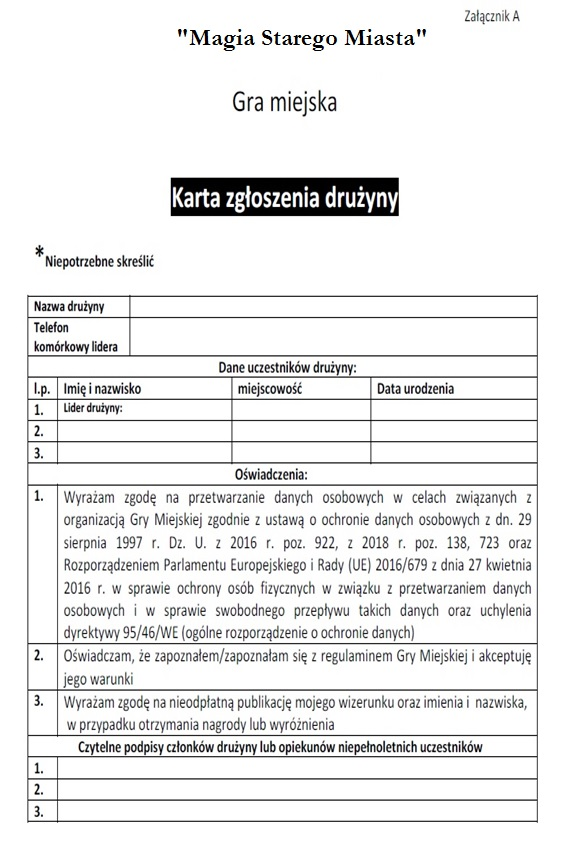 Załącznik A
"Magia Starego Miasta"
Gra miejska
Karta zgłoszenia drużyny
*Niepotrzebne skreślić
Nazwa drużyny
Telefon
komórkowy lidera
Dane uczestników drużyny:
l.p. Imię i nazwisko miejscowość Data urodzenia
1. Lider drużyny:
2.
3.
Oświadczenia:
1. Wyrażam zgodę na przetwarzanie danych osobowych w celach związanych z
organizacją Gry Miejskiej zgodnie z ustawą o ochronie danych osobowych z dn. 29
sierpnia 1997 r. Dz. U. z 2016 r. poz. 922, z 2018 r. poz. 138, 723 oraz
Rozporządzeniem Parlamentu Europejskiego i Rady (UE) 2016/679 z dnia 27 kwietnia
2016 r. w sprawie ochrony osób fizycznych w związku z przetwarzaniem danych
osobowych i w sprawie swobodnego przepływu takich danych oraz uchylenia
dyrektywy 95/46/WE (ogólne rozporządzenie o ochronie danych)
2. Oświadczam, że zapoznałem/zapoznałam się z regulaminem Gry Miejskiej i akceptuję
jego warunki
3. Wyrażam zgodę na nieodpłatną publikację mojego wizerunku oraz imienia i nazwiska,
w przypadku otrzymania nagrody lub wyróżnienia
Czytelne podpisy członków drużyny lub opiekunów niepełnoletnich uczestników
1.
2.
3.